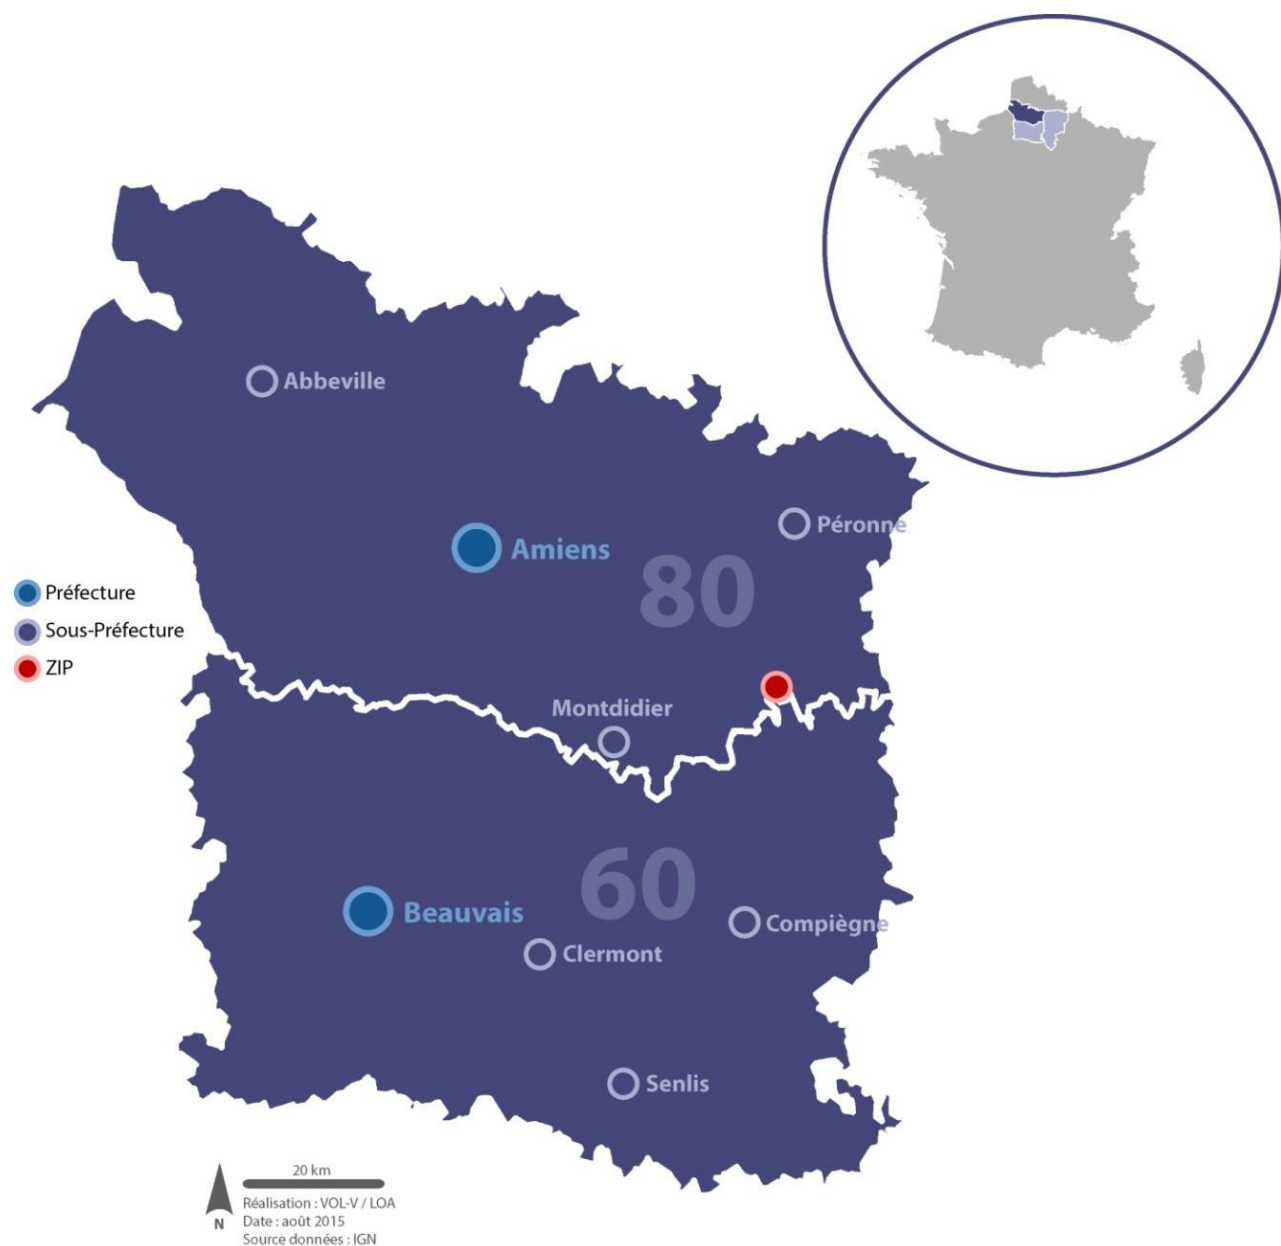 Abbeville
Péronne
Amiens
80
Préfecture
Sous-Préfecture
ZIP
Montdidier
60
Beauvais
Compiègne
Clermont
Senlis
20 km
N
Réalisation : VOL-V / LOA
Date : août 2015
Source données : IGN